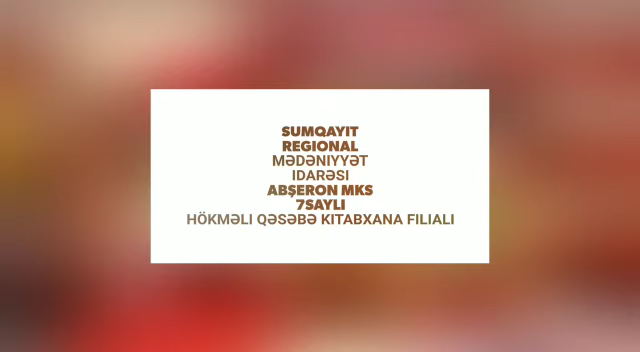 SUMQAYIT
REGIONAL
MƏDƏNIYYƏT
IDARƏSI
ABŞERON MKS
7SAYLI
HÖKMƏLI QƏSƏBƏ KITABXANA FILIALI